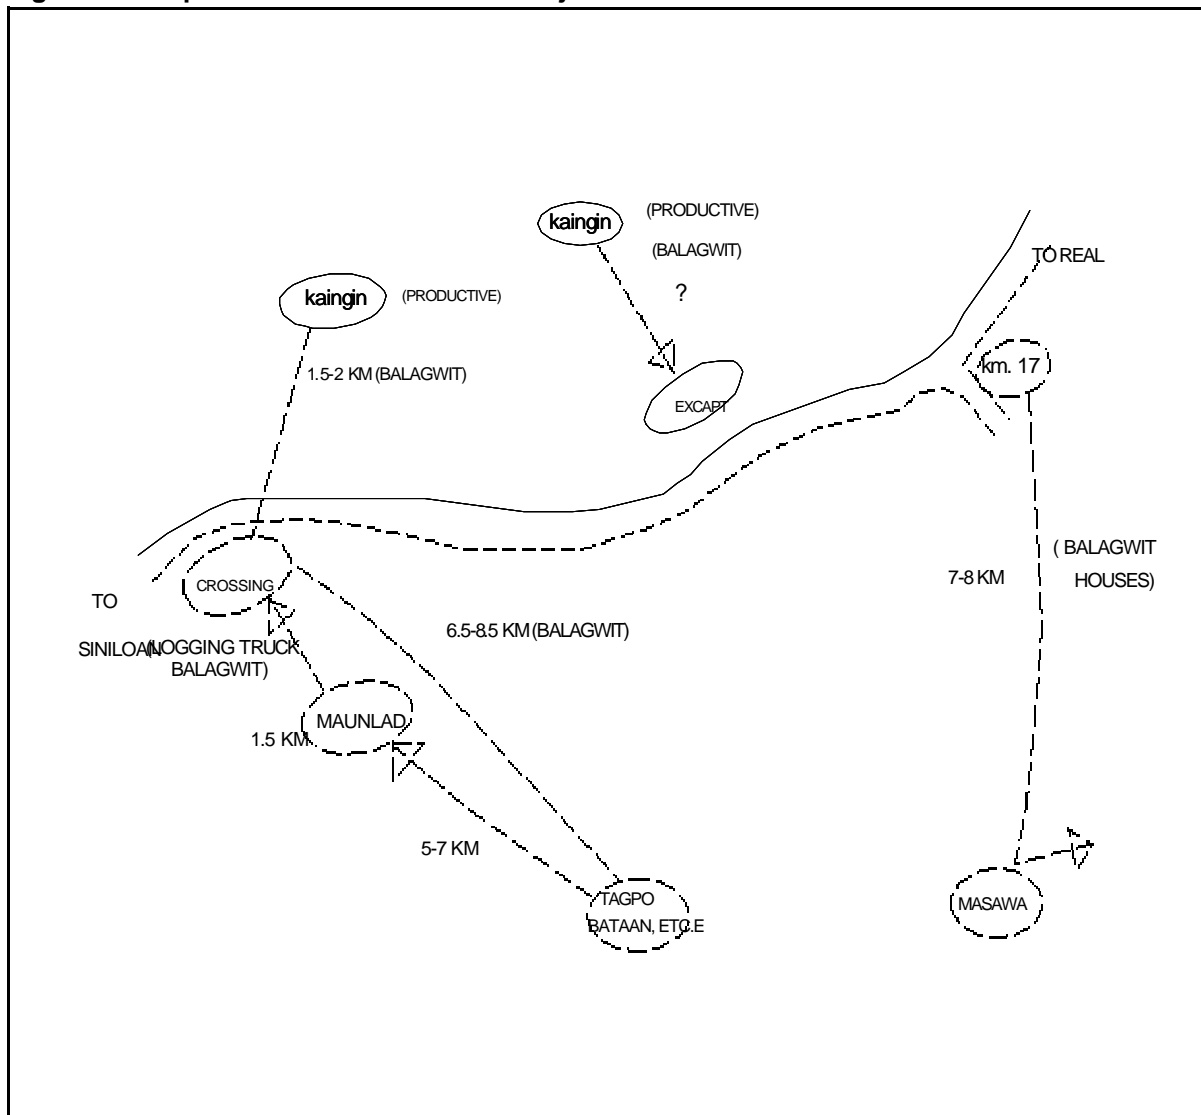 kaingin
(PRODUCTIVE)
(BALAGWIT)
?
TO REAL
kaingin
(PRODUCTIVE)
km. 17
1.5-2 KM (BALAGWIT)
EXCAPT
( BALAGWIT
HOUSES)
7-8 KM
CROSSING
TO
SINILOAN
6.5-8.5 KM (BALAGWIT)
(LOGGING TRUCK
BALAGWIT)
MAUNLAD
1.5 KM
5-7 KM
TAGPO
BATAAN, ETC.E
MASAWA